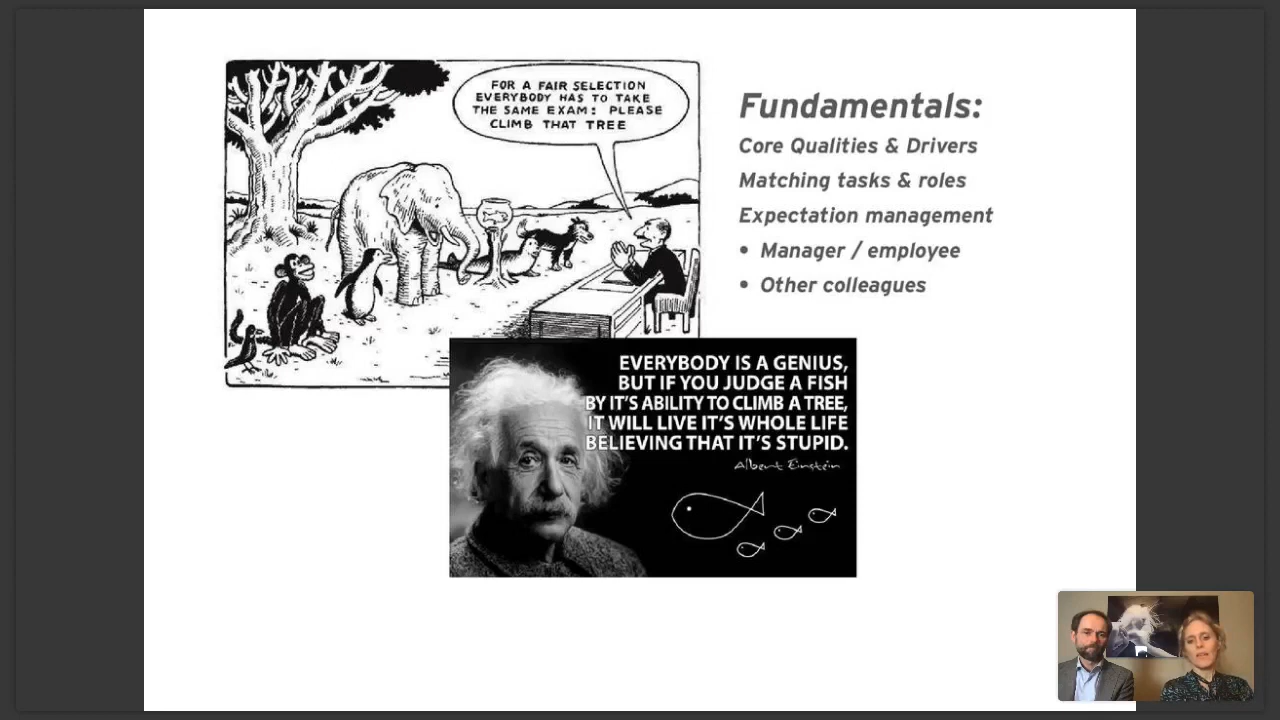 FOR A FAIR SELECTION
EVERYBODY HAS TO TAKE
THE SAME EXAM: PLEASE
CLIMB THAT TREE
Fundamentals:
Core Qualities & Drivers
Matching tasks & roles
Expectation management
• Manager / employee
• Other colleagues
EVERYBODY IS A GENIUS,
BUT IF YOU JUDGE A FISH
BY IT'S ABILITY TO CLIMB A TREE,
IT WILL LIVE IT'S WHOLE LIFE
BELIEVING THAT IT'S STUPID.
Albert Einstein